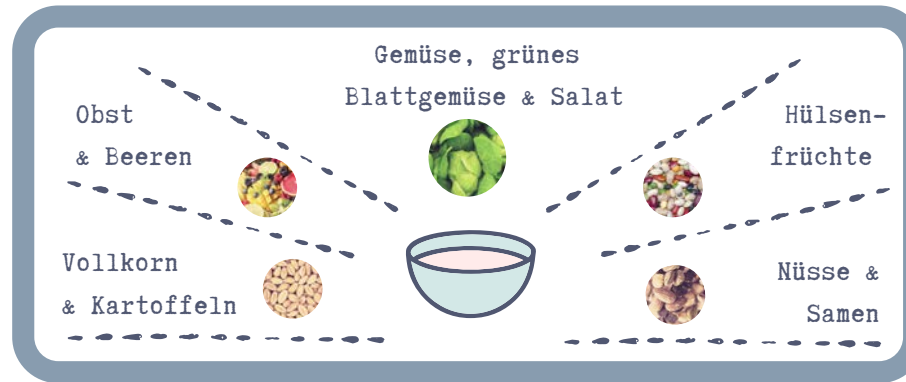 Gemüse, grünes
Blattgemüse & Salat
Obst
& Beeren
Hülsen-
früchte
Vollkorn
& Kartoffeln
Nüsse &
Samen